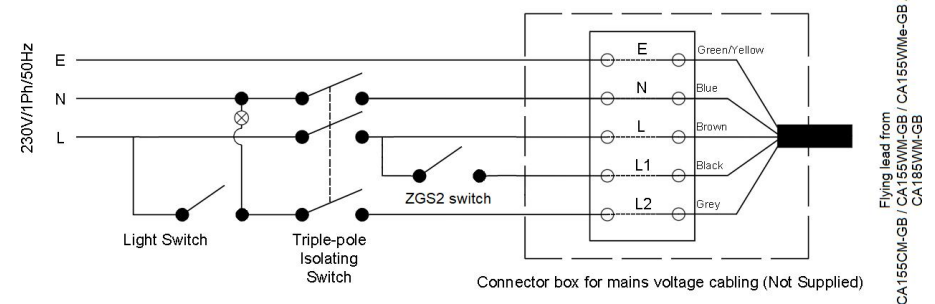 230V/1Ph/50Hz
E
N
L
E
Green/Yellow
N
Blue
L
Brown
L1
Black
L2
Grey
ZGS2 switch
Light Switch
Triple-pole
Isolating
Switch
Connector box for mains voltage cabling (Not Supplied)
Flying lead from
CA155CM-GB / CA155WM-GB / CA155WMe-GB /
CA185WM-GB